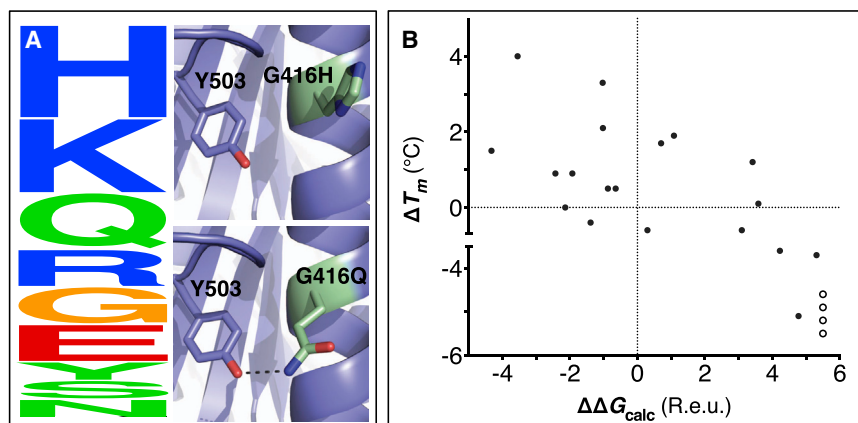 A
H
K
Q
R
G
E
Y
S
N
Y503
G416H
Y503
G416Q
B
4
2
0
-4
-6
ΔTm (°C)
-4 -2 0 2 4 6
ΔΔGcalc (R.e.u.)